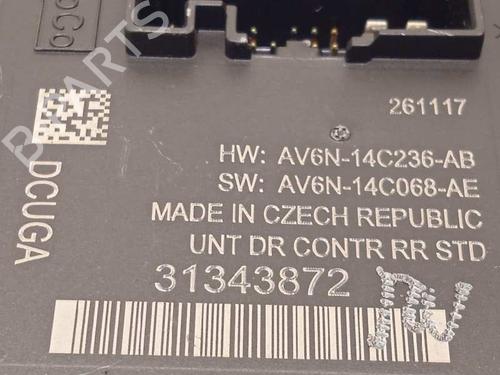 261117
HW: AV6N-14C236-AB
SW: AV6N-14C068-AE
MADE IN CZECH REPUBLIC
UNT DR CONTR RR STD
31343872
DCUGA
B-PARTS